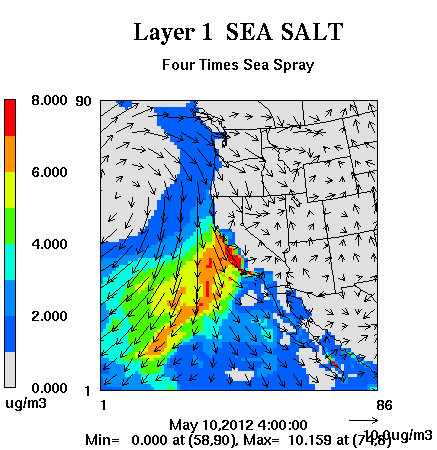 Layer 1 SEA SALT
Four Times Sea Spray
8.000
6.000
4.000
2.000
0.000
ug/m3
90
1
1
86
May 10,2012 4:00:00
Min= 0.000 at (58,90), Max= 10.159 at (74,8)
10.0ug/m3